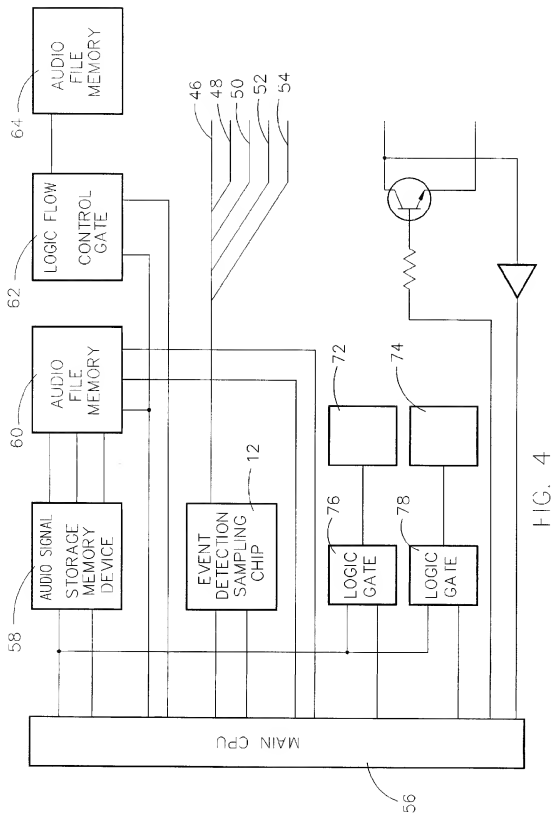 64
AUDIO
FILE
MEMORY
62
LOGIC FLOW
CONTROL
GATE
60
AUDIO
FILE
MEMORY
58
AUDIO SIGNAL
STORAGE
MEMORY
DEVICE
46
48
50
52
54
12
EVENT
DETECTION
SAMPLING
CHIP
72
74
76
LOGIC
GATE
78
LOGIC
GATE
MAIN CPU
56
FIG. 4